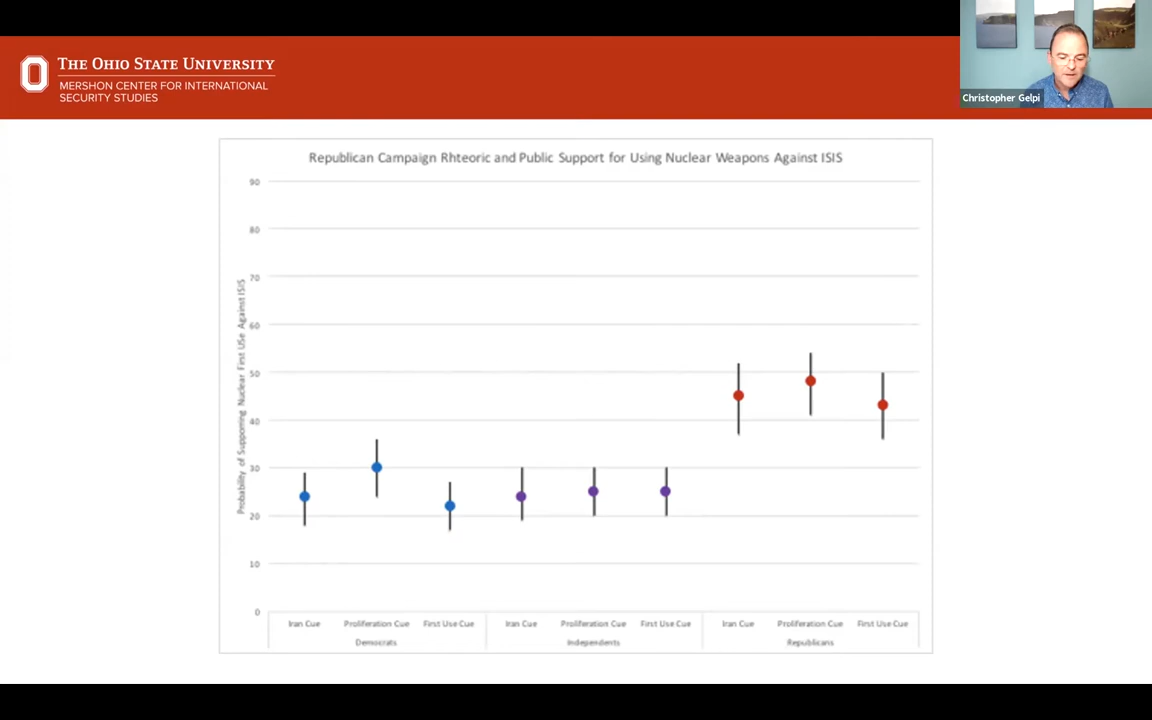 THE OHIO STATE UNIVERSITY
MERSHON CENTER FOR INTERNATIONAL
SECURITY STUDIES
Christopher Gelpi
Republican Campaign Rhteoric and Public Support for Using Nuclear Weapons Against ISIS
Probability of Supporring Nuclear First USe Against ISIS
90
80
70
60
50
40
30
20
10
0
Iran Cue Proliferation Cue First Use Cue Iran Cue Proliferation Cue First Use Cue Iran Cue Proliferation Cue First Use Cue
Democrats Independents Republicans